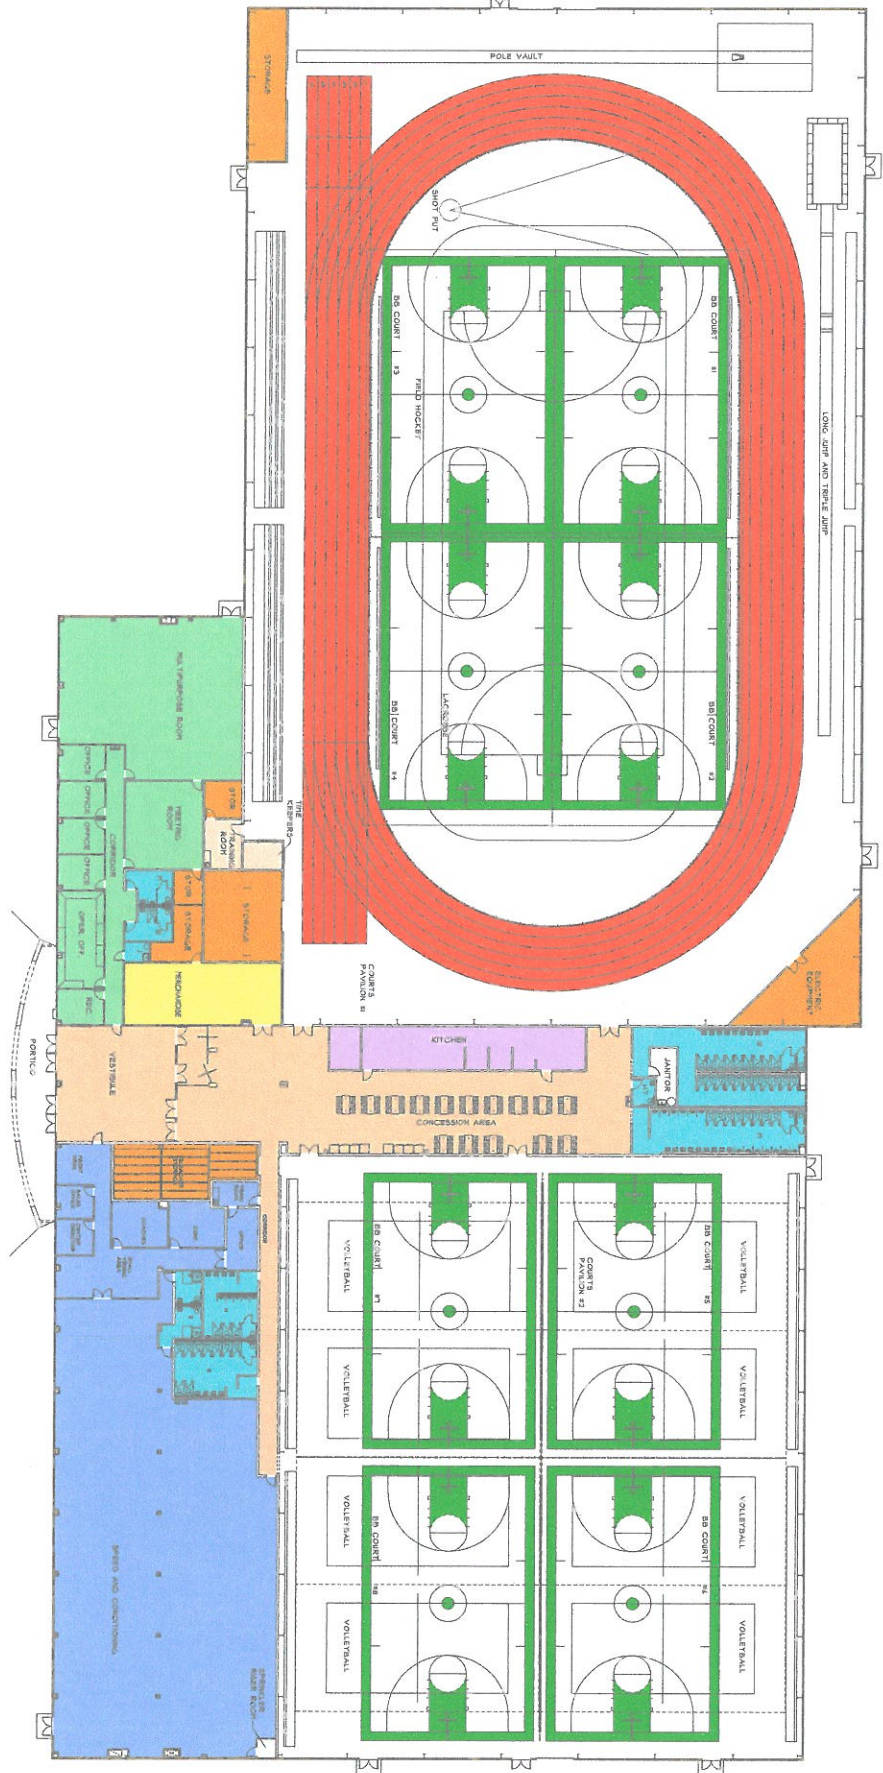 STORAGE
POLE VAULT
SHOT PUT
BB COURT #3
BB COURT #1
FIELD HOCKEY
LONG JUMP AND TRIPLE JUMP
LACROSSE
BB COURT #4
BB COURT
MULTIPURPOSE ROOM
OFFICE
OFFICE
OFFICE
OFFICE
CORRIDOR
MEETING
ROOM
STOR
TRAINING
ROOM
TIME
KEEPERS
STOR
STORAGE
STORAGE
OPER. OFF.
MERCHANDISE
COURTS
PAVILION #1
ELECTRIC
EQUIPMENT
PORTICO
VESTIBULE
KITCHEN
CONCESSION AREA
JANITOR
CORRIDOR
BB COURT #7
BB COURT #5
COURTS
PAVILION #2
VOLLEYBALL
VOLLEYBALL
VOLLEYBALL
VOLLEYBALL
BB COURT #8
BB COURT #6
VOLLEYBALL
VOLLEYBALL
VOLLEYBALL
VOLLEYBALL
SPEED AND CONDITIONING
SPRINKLER
RISER ROOM